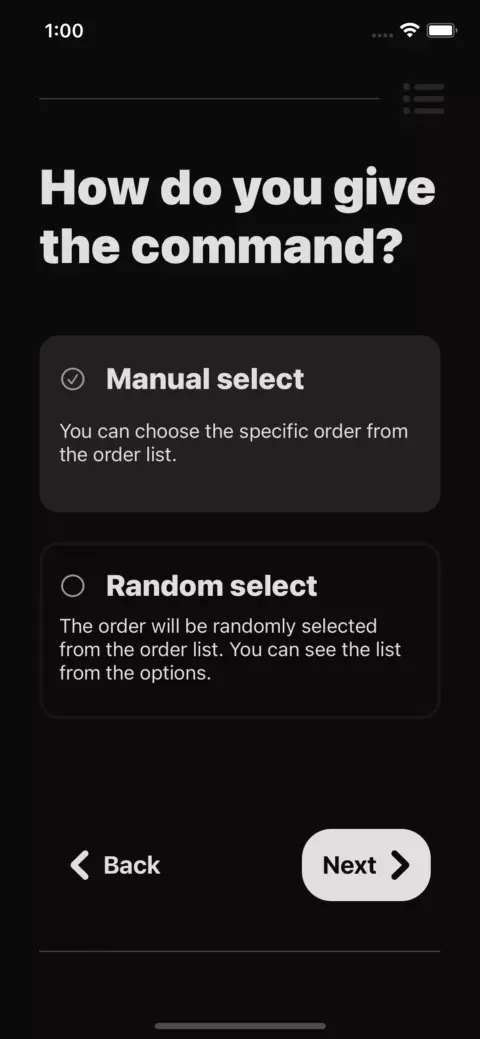 1:00
How do you give
the command?
Manual select
You can choose the specific order from
the order list.
Random select
The order will be randomly selected
from the order list. You can see the list
from the options.
Back
Next